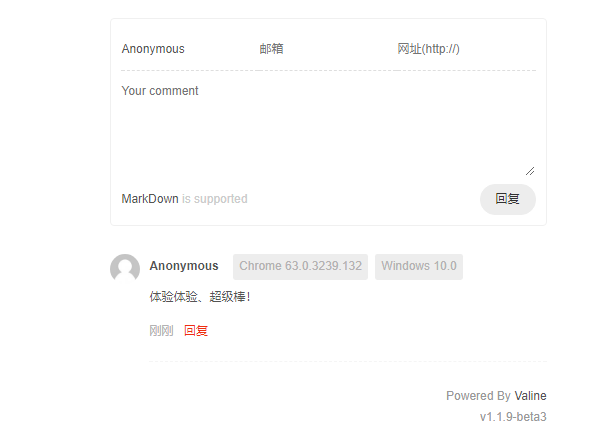 Anonymous 邮箱 网址(http://)
Your comment
MarkDown is supported 回复
Anonymous Chrome 63.0.3239.132 Windows 10.0
体验体验、超级棒！
刚刚 回复
Powered By Valine
v1.1.9-beta3